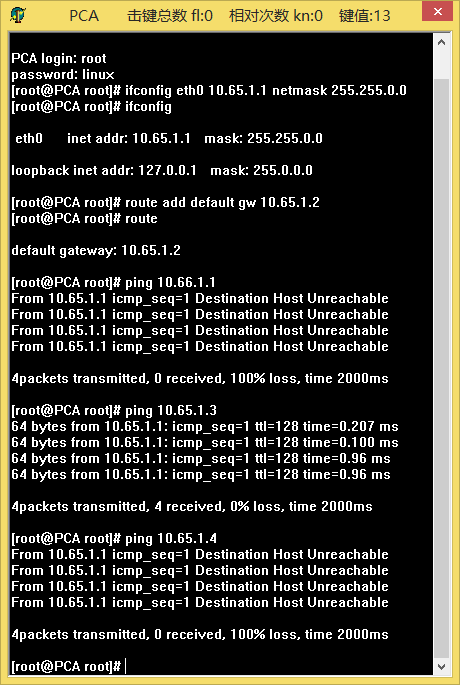 PCA 击键总数 fl:0 相对次数 kn:0 键值:13
PCA login: root
password: linux
[root@PCA root]# ifconfig eth0 10.65.1.1 netmask 255.255.0.0
[root@PCA root]# ifconfig
eth0 inet addr: 10.65.1.1 mask: 255.255.0.0
loopback inet addr: 127.0.0.1 mask: 255.0.0.0
[root@PCA root]# route add default gw 10.65.1.2
[root@PCA root]# route
default gateway: 10.65.1.2
[root@PCA root]# ping 10.66.1.1
From 10.65.1.1 icmp_seq=1 Destination Host Unreachable
From 10.65.1.1 icmp_seq=1 Destination Host Unreachable
From 10.65.1.1 icmp_seq=1 Destination Host Unreachable
From 10.65.1.1 icmp_seq=1 Destination Host Unreachable
4packets transmitted, 0 received, 100% loss, time 2000ms
[root@PCA root]# ping 10.65.1.3
64 bytes from 10.65.1.1: icmp_seq=1 ttl=128 time=0.207 ms
64 bytes from 10.65.1.1: icmp_seq=1 ttl=128 time=0.100 ms
64 bytes from 10.65.1.1: icmp_seq=1 ttl=128 time=0.96 ms
64 bytes from 10.65.1.1: icmp_seq=1 ttl=128 time=0.96 ms
4packets transmitted, 4 received, 0% loss, time 2000ms
[root@PCA root]# ping 10.65.1.4
From 10.65.1.1 icmp_seq=1 Destination Host Unreachable
From 10.65.1.1 icmp_seq=1 Destination Host Unreachable
From 10.65.1.1 icmp_seq=1 Destination Host Unreachable
From 10.65.1.1 icmp_seq=1 Destination Host Unreachable
4packets transmitted, 0 received, 100% loss, time 2000ms
[root@PCA root]#